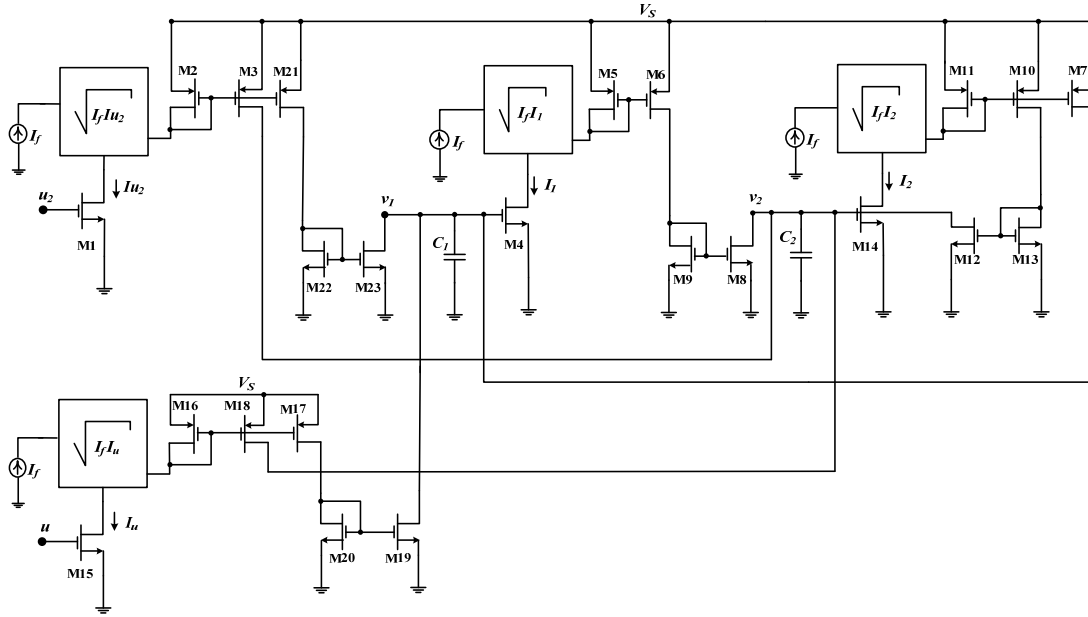 V_S
M2 M3 M21 M5 M6 M11 M10 M7
√I_f Iu_2 √I_f I_1 √I_f I_2
I_f I_f I_f
u_2 Iu_2 I_1 I_2
M1 v_1 M4 v_2 M14
C_1 C_2
M22 M23 M9 M8 M12 M13
V_S
M16 M18 M17
√I_f I_u
I_f
u I_u
M15 M20 M19